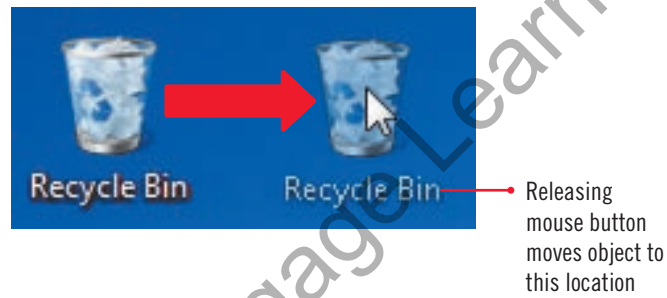 Recycle Bin
Recycle Bin
Releasing
mouse button
moves object to
this location